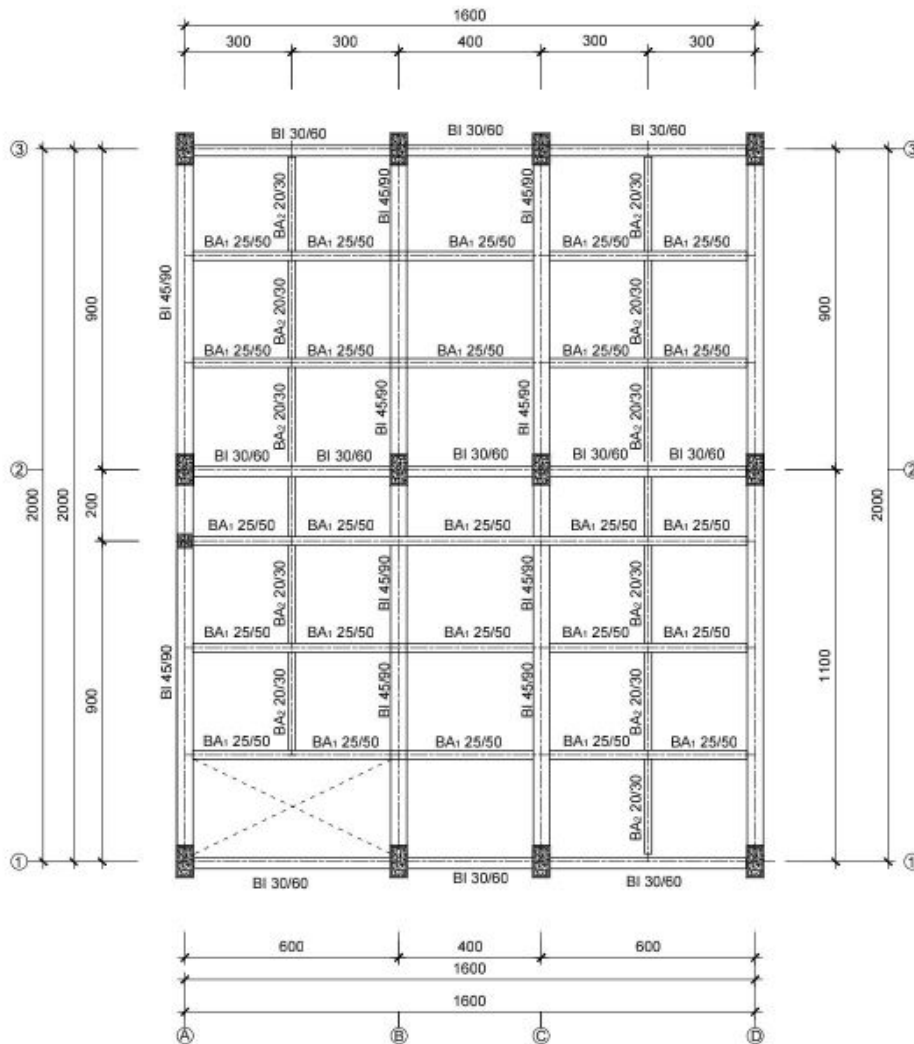 1600
300 300 400 300 300
BI 30/60 BI 30/60 BI 30/60
③ ③
BA₂ 20/30 BI 45/90 BI 45/90 BA₂ 20/30
BA₁ 25/50 BA₁ 25/50 BA₁ 25/50 BA₁ 25/50 BA₁ 25/50
BI 45/90
900 900
BA₂ 20/30 BA₂ 20/30
BA₁ 25/50 BA₁ 25/50 BA₁ 25/50 BA₁ 25/50 BA₁ 25/50
BA₂ 20/30 BI 45/90 BI 45/90 BA₂ 20/30
BI 30/60 BI 30/60 BI 30/60 BI 30/60 BI 30/60
② ②
2000 2000 200 2000
BA₁ 25/50 BA₁ 25/50 BA₁ 25/50 BA₁ 25/50 BA₁ 25/50
BA₂ 20/30 BI 45/90 BI 45/90 BA₂ 20/30
BA₁ 25/50 BA₁ 25/50 BA₁ 25/50 BA₁ 25/50 BA₁ 25/50
BI 45/90
900 1100
BA₂ 20/30 BI 45/90 BI 45/90 BA₂ 20/30
BA₁ 25/50 BA₁ 25/50 BA₁ 25/50 BA₁ 25/50 BA₁ 25/50
BA₂ 20/30
① ①
BI 30/60 BI 30/60 BI 30/60
600 400 600
1600
1600
Ⓐ Ⓑ Ⓒ Ⓓ